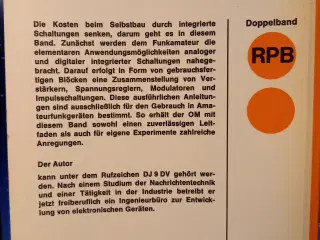 Die Kosten beim Selbstbau durch integrierte
Schaltungen senken, darum geht es in diesem
Band. Zunächst werden dem Funkamateur die
elementaren Anwendungsmöglichkeiten analoger
und digitaler integrierter Schaltungen nahege-
bracht. Darauf erfolgt in Form von gebrauchsfer-
tigen Blöcken eine Zusammenstellung von Ver-
stärkern, Spannungsreglern, Modulatoren und
Impulsschaltungen. Diese ausführlichen Anleitun-
gen sind ausschließlich für den Gebrauch in Ama-
teurfunkgeräten bestimmt. So erhält der OM mit
diesem Band sowohl einen zuverlässigen Leit-
faden als auch für eigene Experimente zahlreiche
Anregungen.
Der Autor
kann unter dem Rufzeichen DJ 9 DV gehört wer-
den. Nach einem Studium der Nachrichtentechnik
und einer Tätigkeit in der Industrie betreibt er
jetzt freiberuflich ein Ingenieurbüro zur Entwick-
lung von elektronischen Geräten.
Doppelband
RPB